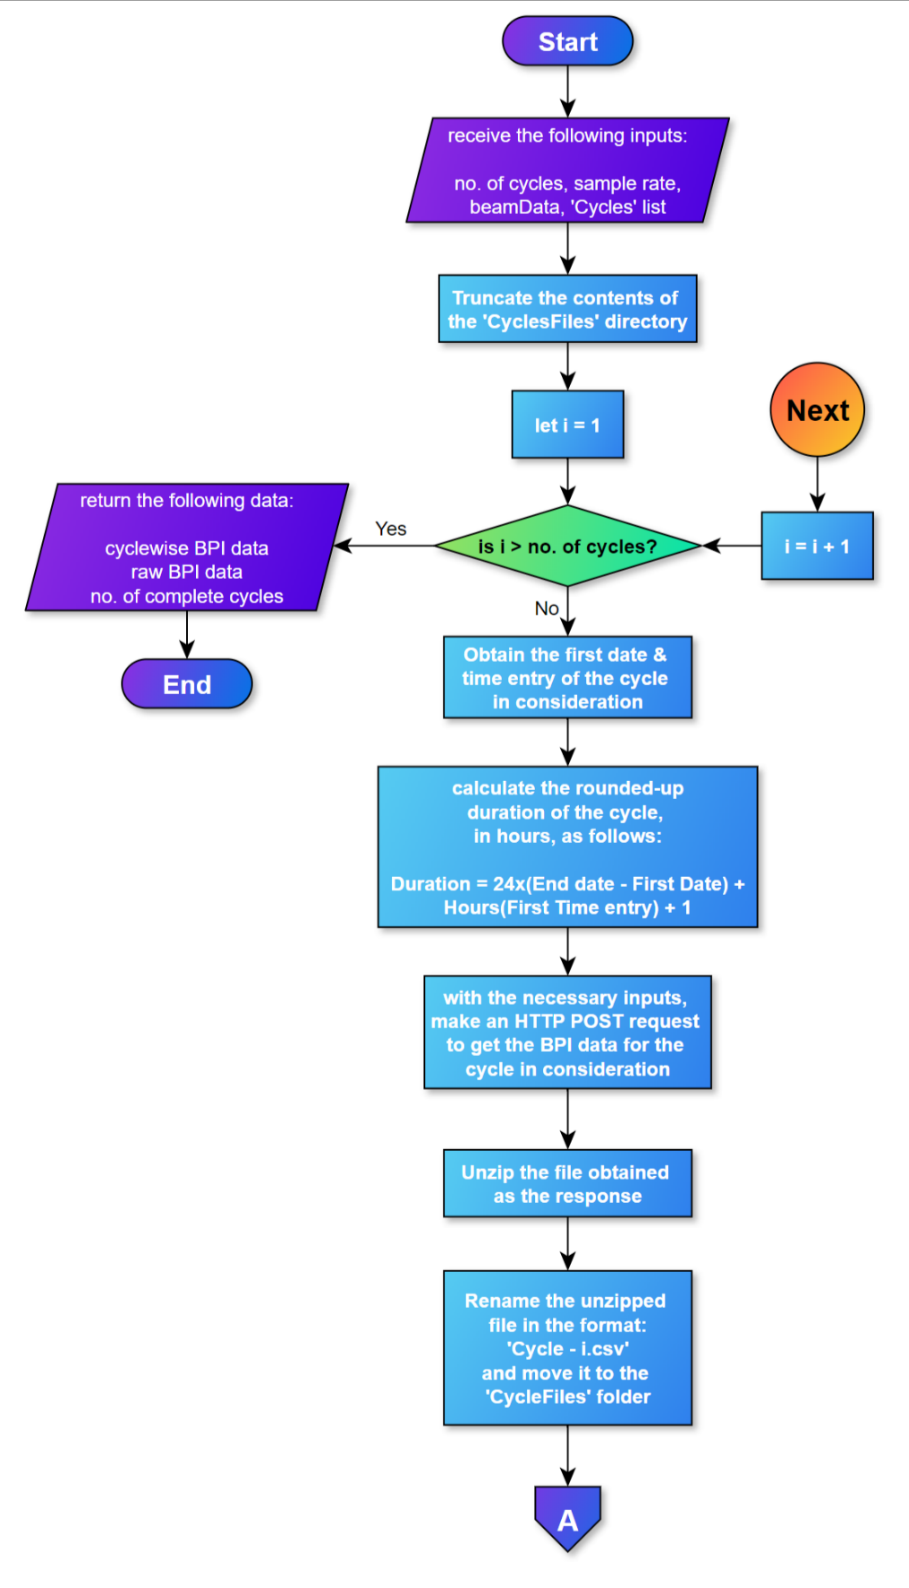 Start
receive the following inputs:
no. of cycles, sample rate,
beamData, 'Cycles' list
Truncate the contents of
the 'CyclesFiles' directory
let i = 1
Next
i = i + 1
is i > no. of cycles?
Yes
return the following data:
cyclewise BPI data
raw BPI data
no. of complete cycles
End
No
Obtain the first date &
time entry of the cycle
in consideration
calculate the rounded-up
duration of the cycle,
in hours, as follows:
Duration = 24x(End date - First Date) +
Hours(First Time entry) + 1
with the necessary inputs,
make an HTTP POST request
to get the BPI data for the
cycle in consideration
Unzip the file obtained
as the response
Rename the unzipped
file in the format:
'Cycle - i.csv'
and move it to the
'CycleFiles' folder
A